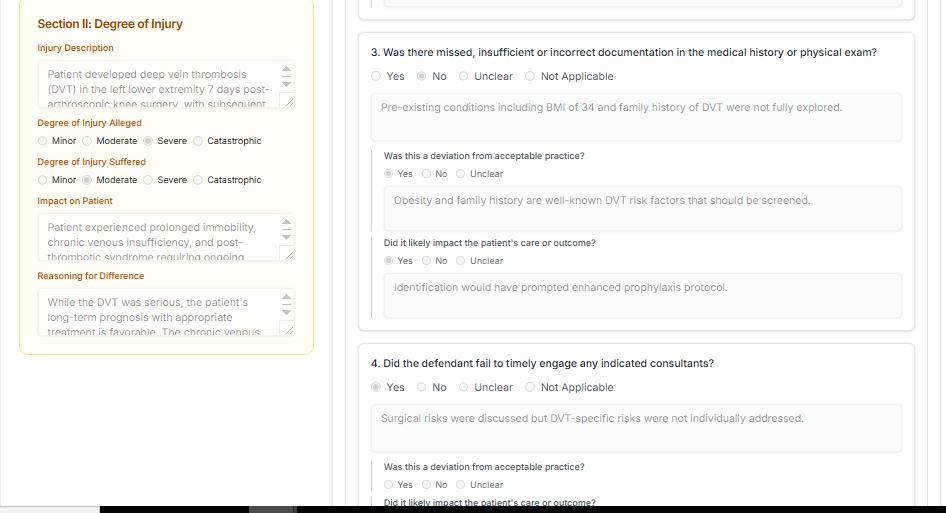 Section II: Degree of Injury
Injury Description
Patient developed deep vein thrombosis
(DVT) in the left lower extremity 7 days post-
arthroscopic knee surgery, with subsequent
Degree of Injury Alleged
Minor Moderate Severe Catastrophic
Degree of Injury Suffered
Minor Moderate Severe Catastrophic
Impact on Patient
Patient experienced prolonged immobility,
chronic venous insufficiency, and post-
thrombotic syndrome requiring ongoing
Reasoning for Difference
While the DVT was serious, the patient's
long-term prognosis with appropriate
treatment is favorable. The chronic venous
3. Was there missed, insufficient or incorrect documentation in the medical history or physical exam?
Yes No Unclear Not Applicable
Pre-existing conditions including BMI of 34 and family history of DVT were not fully explored.
Was this a deviation from acceptable practice?
Yes No Unclear
Obesity and family history are well-known DVT risk factors that should be screened.
Did it likely impact the patient's care or outcome?
Yes No Unclear
Identification would have prompted enhanced prophylaxis protocol.
4. Did the defendant fail to timely engage any indicated consultants?
Yes No Unclear Not Applicable
Surgical risks were discussed but DVT-specific risks were not individually addressed.
Was this a deviation from acceptable practice?
Yes No Unclear
Did it likely impact the patient's care or outcome?